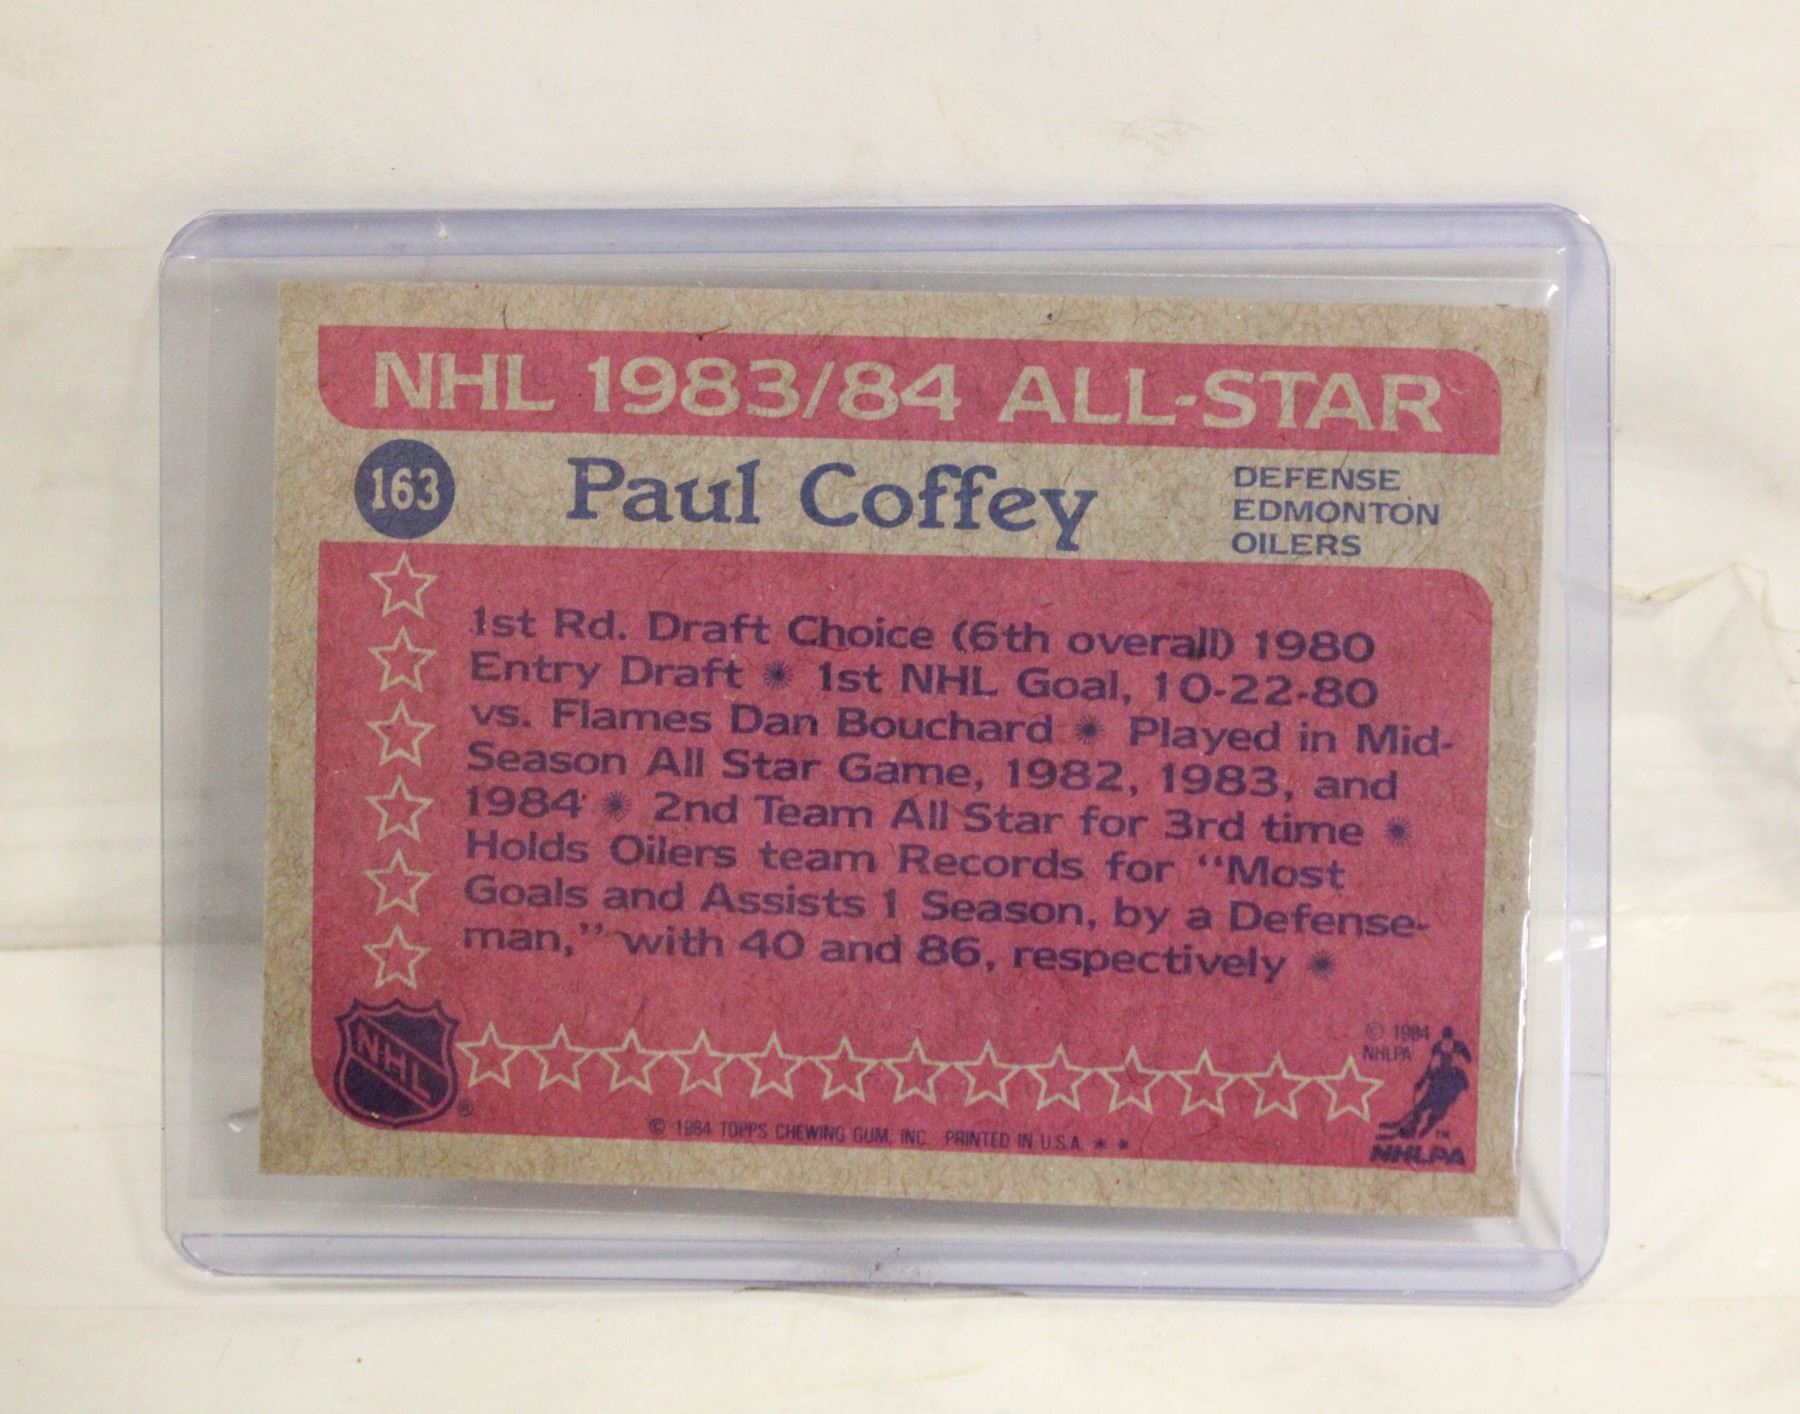 NHL 1983/84 ALL-STAR
163
Paul Coffey
DEFENSE
EDMONTON
OILERS
1st Rd. Draft Choice (6th overall) 1980
Entry Draft ✺ 1st NHL Goal, 10-22-80
vs. Flames Dan Bouchard ✺ Played in Mid-
Season All Star Game, 1982, 1983, and
1984 ✺ 2nd Team All Star for 3rd time ✺
Holds Oilers team Records for “Most
Goals and Assists 1 Season, by a Defense-
man,” with 40 and 86, respectively ✺
NHL ®
© 1984
NHLPA
TM
NHLPA
© 1984 TOPPS CHEWING GUM, INC. PRINTED IN U.S.A. * *